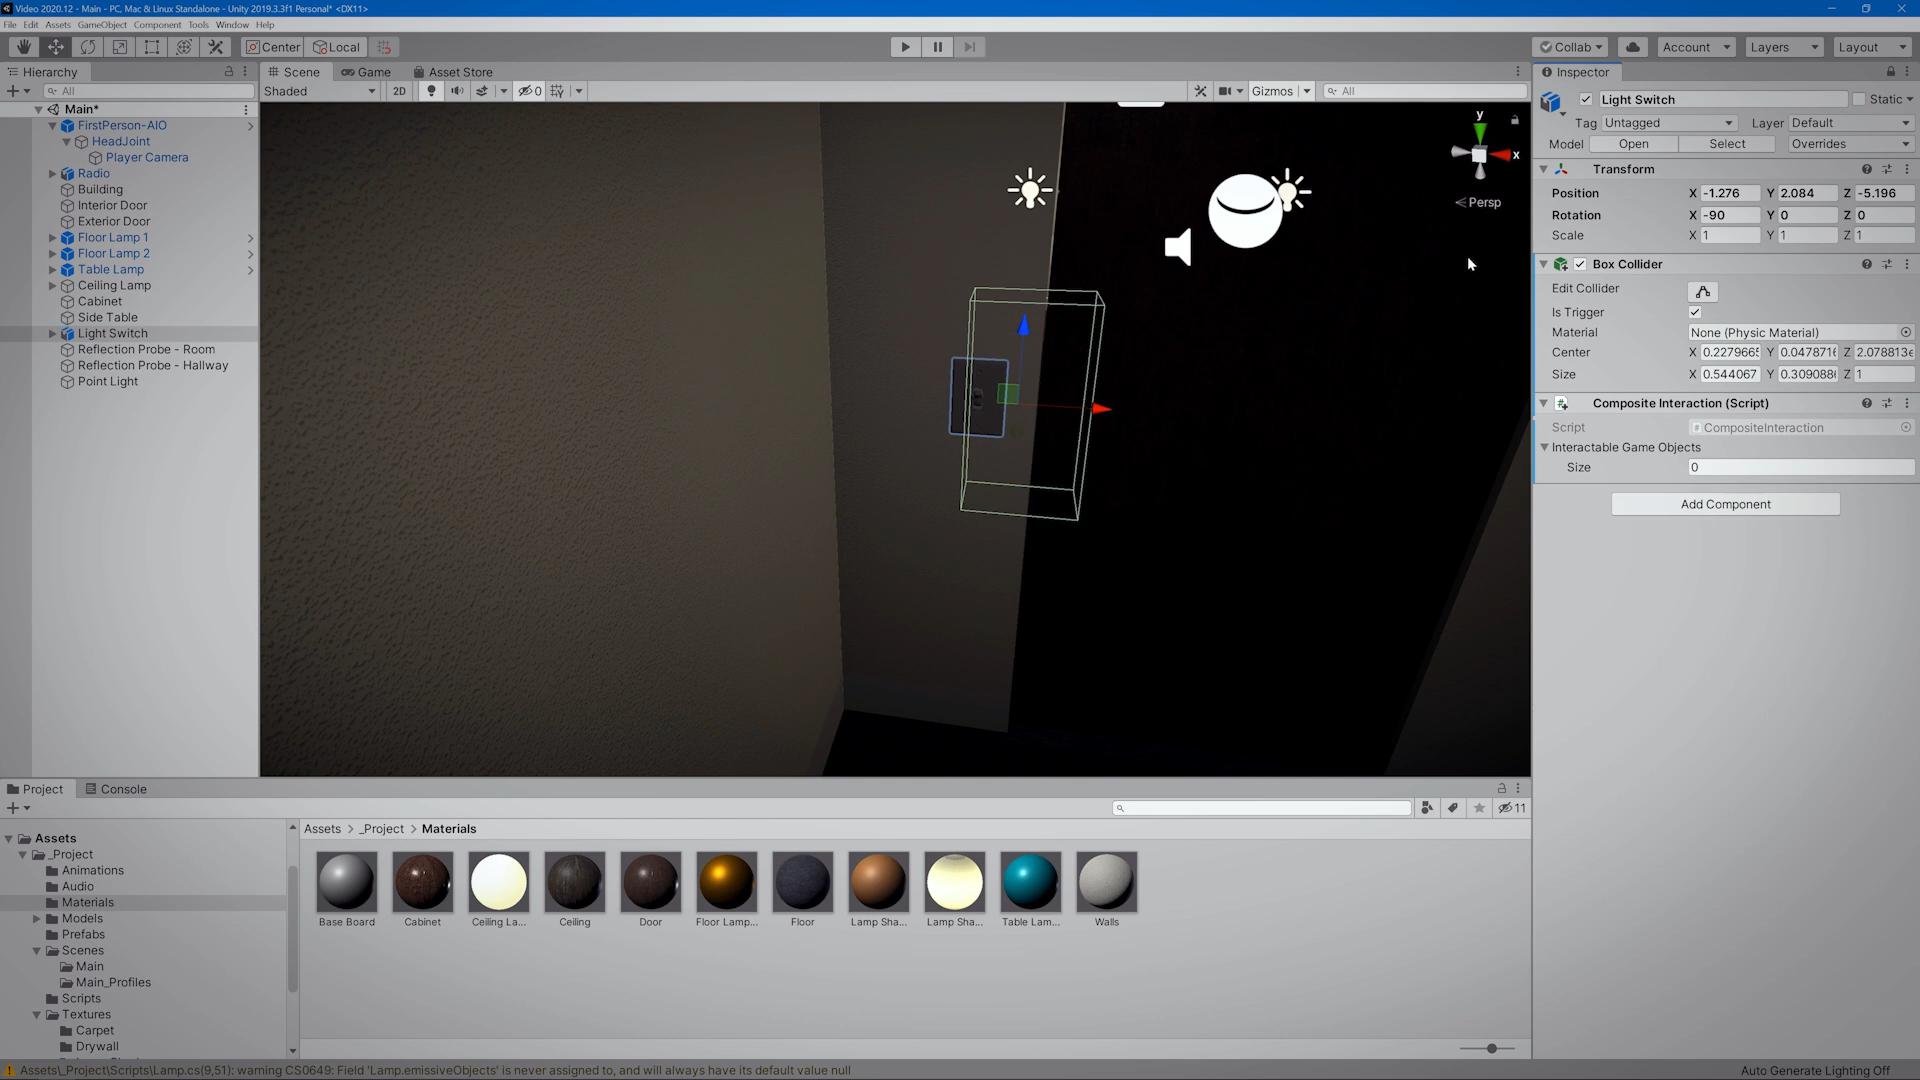 Video 2020.12 - Main - PC, Mac & Linux Standalone - Unity 2019.3.3f1 Personal* <DX11>
File Edit Assets GameObject Component Tools Window Help
Center Local Collab Account Layers Layout
Hierarchy
All
Main*
FirstPerson-AIO
HeadJoint
Player Camera
Radio
Building
Interior Door
Exterior Door
Floor Lamp 1
Floor Lamp 2
Table Lamp
Ceiling Lamp
Cabinet
Side Table
Light Switch
Reflection Probe - Room
Reflection Probe - Hallway
Point Light
Scene Game Asset Store
Shaded 2D 0 Gizmos All
y
x
Persp
Inspector
Light Switch Static
Tag Untagged Layer Default
Model Open Select Overrides
Transform
Position X -1.276 Y 2.084 Z -5.196
Rotation X -90 Y 0 Z 0
Scale X 1 Y 1 Z 1
Box Collider
Edit Collider
Is Trigger
Material None (Physic Material)
Center X 0.2279665 Y 0.047871 Z 2.078813e
Size X 0.544067 Y 0.309088 Z 1
Composite Interaction (Script)
Script CompositeInteraction
Interactable Game Objects
Size 0
Add Component
Project Console
11
Assets
_Project
Animations
Audio
Materials
Models
Prefabs
Scenes
Main
Main_Profiles
Scripts
Textures
Carpet
Drywall
Assets > _Project > Materials
Base Board Cabinet Ceiling La... Ceiling Door Floor Lamp... Floor Lamp Sha... Lamp Sha... Table Lam... Walls
Assets\_Project\Scripts\Lamp.cs(9,51): warning CS0649: Field 'Lamp.emissiveObjects' is never assigned to, and will always have its default value null
Auto Generate Lighting Off